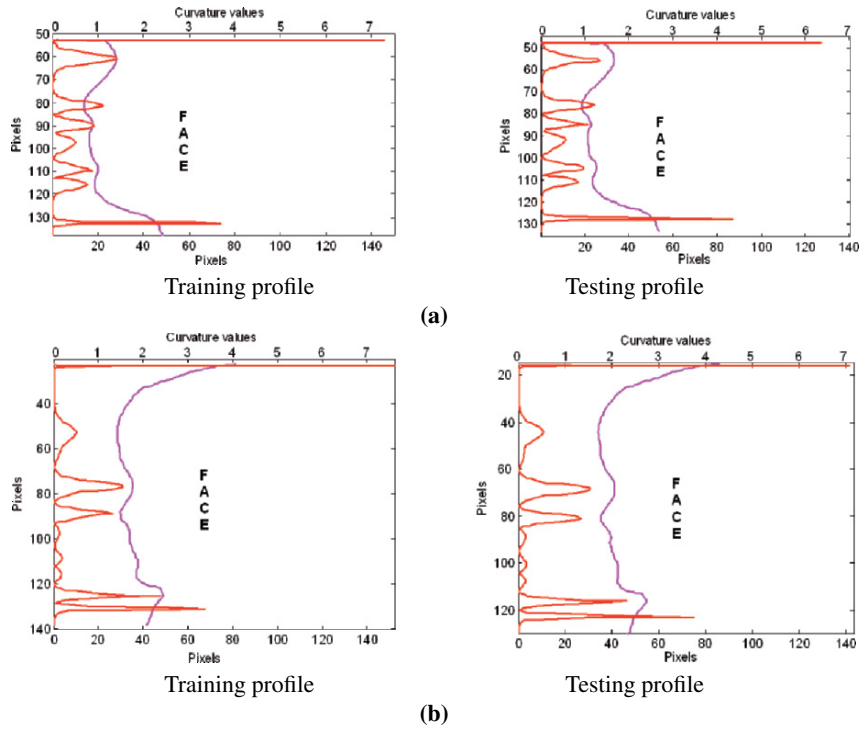 Curvature values
0 1 2 3 4 5 6 7
50
60
70
80
90
100
110
120
130
Pixels
F
A
C
E
20 40 60 80 100 120 140
Pixels
Training profile
Curvature values
0 1 2 3 4 5 6 7
50
60
70
80
90
100
110
120
130
Pixels
F
A
C
E
0 20 40 60 80 100 120 140
Pixels
Testing profile
(a)
Curvature values
0 1 2 3 4 5 6 7
40
60
80
100
120
140
Pixels
F
A
C
E
0 20 40 60 80 100 120 140
Pixels
Training profile
Curvature values
0 1 2 3 4 5 6 7
20
40
60
80
100
120
Pixels
F
A
C
E
0 20 40 60 80 100 120 140
Pixels
Testing profile
(b)